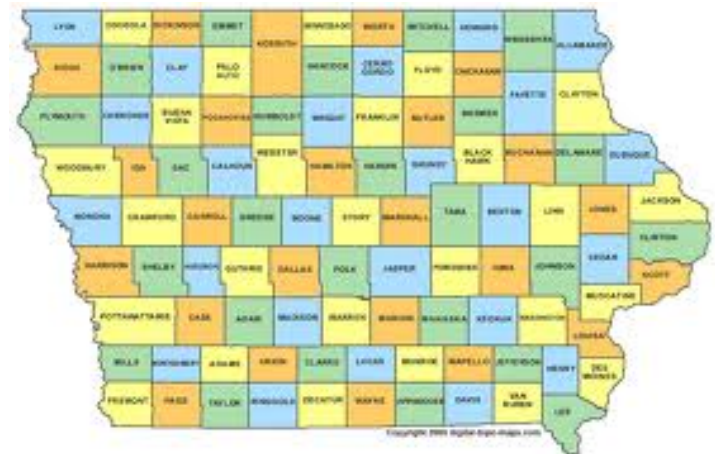 LYON
OSCEOLA
DICKINSON
EMMET
WINNEBAGO
WORTH
MITCHELL
HOWARD
WINNESHIEK
ALLAMAKEE
KOSSUTH
SIOUX
O'BRIEN
CLAY
PALO
ALTO
HANCOCK
CERRO
GORDO
FLOYD
CHICKASAW
PLYMOUTH
CHEROKEE
BUENA
VISTA
POCAHONTAS
HUMBOLDT
WRIGHT
FRANKLIN
BUTLER
BREMER
FAYETTE
CLAYTON
WOODBURY
IDA
SAC
CALHOUN
WEBSTER
HAMILTON
HARDIN
GRUNDY
BLACK
HAWK
BUCHANAN
DELAWARE
DUBUQUE
MONONA
CRAWFORD
CARROLL
GREENE
BOONE
STORY
MARSHALL
TAMA
BENTON
LINN
JONES
JACKSON
CLINTON
HARRISON
SHELBY
AUDUBON
GUTHRIE
DALLAS
POLK
JASPER
POWESHIEK
IOWA
JOHNSON
CEDAR
SCOTT
MUSCATINE
POTTAWATTAMIE
CASS
ADAIR
MADISON
WARREN
MARION
MAHASKA
KEOKUK
WASHINGTON
LOUISA
MILLS
MONTGOMERY
ADAMS
UNION
CLARKE
LUCAS
MONROE
WAPELLO
JEFFERSON
HENRY
DES
MOINES
FREMONT
PAGE
TAYLOR
RINGGOLD
DECATUR
WAYNE
APPANOOSE
DAVIS
VAN
BUREN
LEE